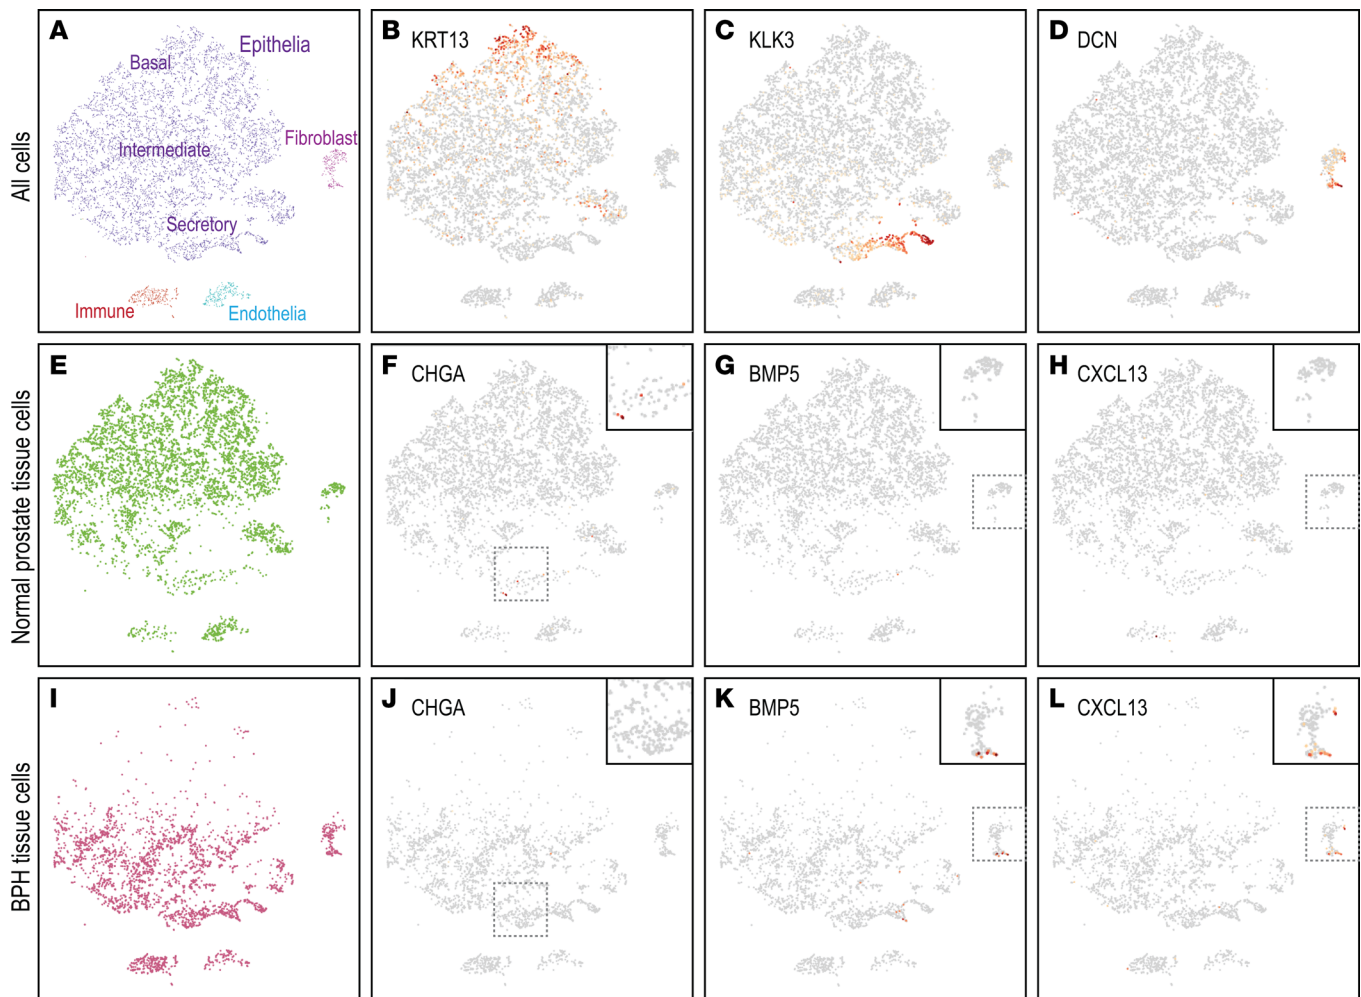 All cells
A
Epithelia
Basal
Fibroblast
Intermediate
Secretory
Immune
Endothelia
B KRT13
C KLK3
D DCN
Normal prostate tissue cells
E
F CHGA
G BMP5
H CXCL13
BPH tissue cells
I
J CHGA
K BMP5
L CXCL13